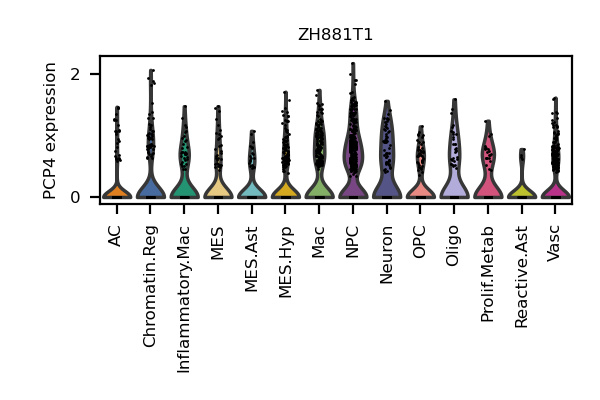 ZH881T1
PCP4 expression
2
0
AC
Chromatin.Reg
Inflammatory.Mac
MES
MES.Ast
MES.Hyp
Mac
NPC
Neuron
OPC
Oligo
Prolif.Metab
Reactive.Ast
Vasc